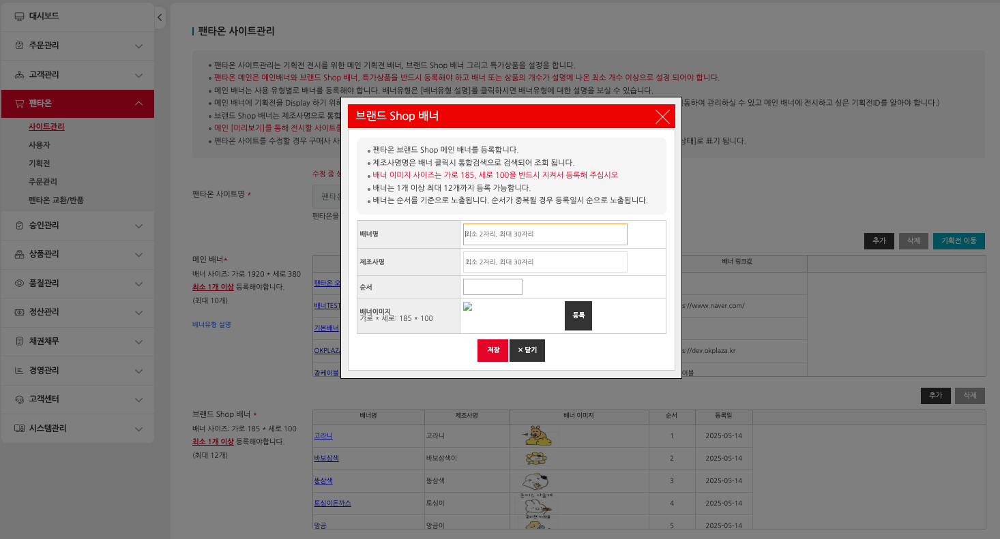 대시보드
주문관리
고객관리
팬타온
사이트관리
사용자
기획전
주문관리
펜타온 교환/반품
승인관리
상품관리
품질관리
정산관리
채권채무
경영관리
고객센터
시스템관리
팬타온 사이트관리
팬타온 사이트관리는 기획전 전시를 위한 메인 기획전 배너, 브랜드 Shop 배너 그리고 특가상품을 설정을 합니다.
팬타온 메인은 메인배너와 브랜드 Shop 배너, 특가상품을 반드시 등록해야 하고 배너 또는 상품의 개수가 설명에 나온 최소 개수 이상으로 설정 되어야 합니다.
메인 배너는 사용 유형별로 배너를 등록해야 합니다. 배너유형은 [배너유형 설명]를 클릭하시면 배너유형에 대한 설명을 보실 수 있습니다.
메인 배너에 기획전을 Display 하기 위해 동하여 관리하실 수 있고 메인 배너에 전시하고 싶은 기획전ID를 알아야 합니다.)
브랜드 Shop 배너는 제조사명으로 통합
메인 [미리보기]를 통해 전시할 사이트를
팬타온 사이트를 수정할 경우 구매사 사 상태]로 표기 됩니다.
수정 중 상
팬타온 사이트명 *
팬타온
팬타온을
추가 삭제 기획전 이동
메인 배너*
배너 사이즈: 가로 1920 * 세로 380
최소 1개 이상 등록해야합니다.
(최대 10개)
배너유형 설명
배너 링크값
팬타온 오
배너TEST s://www.naver.com/
기본배너
OKPLAZA s://dev.okplaza.kr
광케이블 이블
브랜드 Shop 배너
팬타온 브랜드 Shop 메인 배너를 등록합니다.
제조사명명은 배너 클릭시 통합검색으로 검색되어 조회 됩니다.
배너 이미지 사이즈는 가로 185, 세로 100을 반드시 지켜서 등록해 주십시오
배너는 1개 이상 최대 12개까지 등록 가능합니다.
배너는 순서를 기준으로 노출됩니다. 순서가 중복될 경우 등록일시 순으로 노출됩니다.
배너명 최소 2자리, 최대 30자리
제조사명 최소 2자리, 최대 30자리
순서
배너이미지
가로 * 세로: 185 * 100
등록
저장 × 닫기
추가 삭제
브랜드 Shop 배너 *
배너 사이즈: 가로 185 * 세로 100
최소 1개 이상 등록해야합니다.
(최대 12개)
배너명 제조사명 배너 이미지 순서 등록일
고라니 고라니 1 2025-05-14
바보삼색 바보삼색이 2 2025-05-14
뚱삼색 뚱삼색 3 2025-05-14
토심이돈까스 토심이 4 2025-05-14
망곰 망곰이 5 2025-05-14